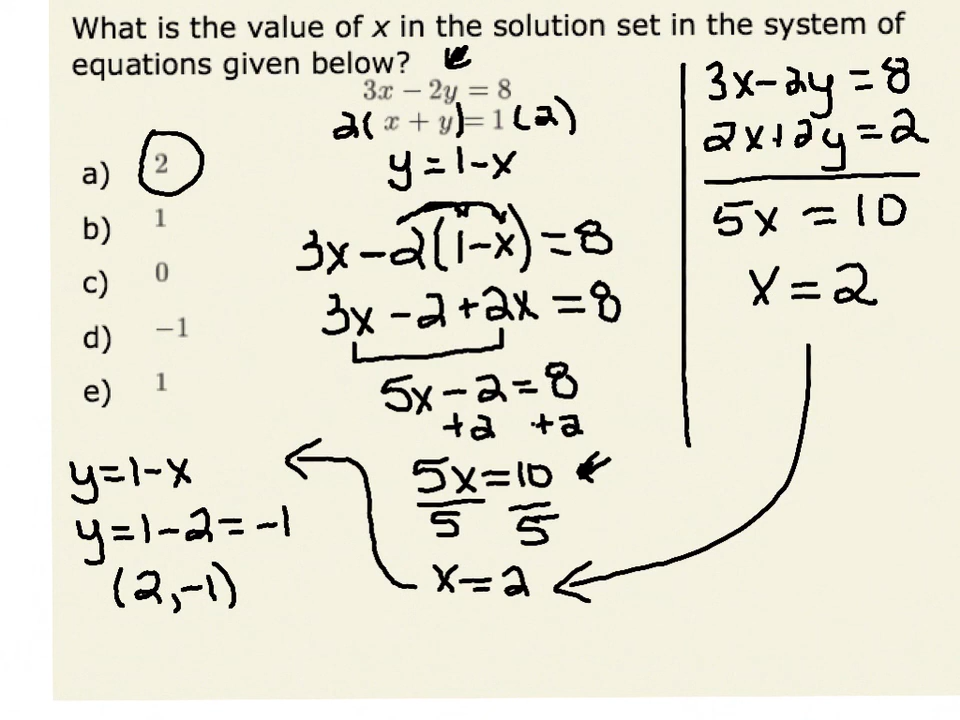 What is the value of x in the solution set in the system of
equations given below?
3x − 2y = 8
2( x + y)= 1 (2)
y=1-x
3x-2(1-x)=8
3x-2+2x=8
5x-2=8
+2 +2
5x=10
5 5
x=2
a) 2
b) 1
c) 0
d) −1
e) 1
y=1-x
y=1-2=-1
(2,-1)
3x-2y=8
2x+2y=2
5x=10
x=2